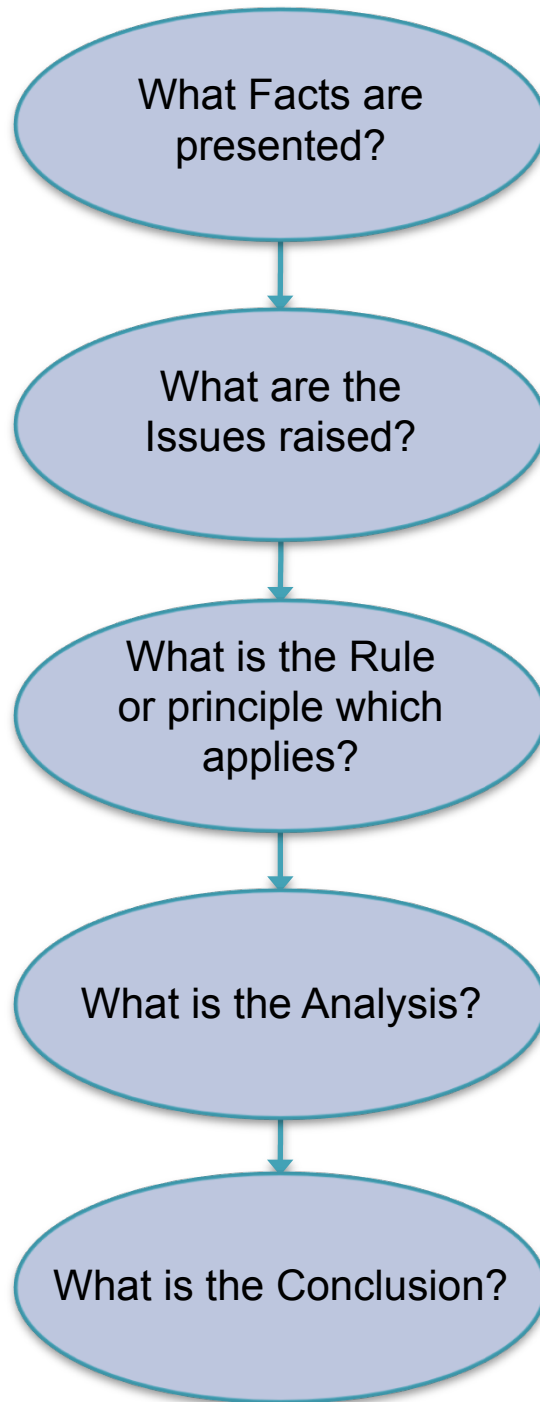 What Facts are
presented?
What are the
Issues raised?
What is the Rule
or principle which
applies?
What is the Analysis?
What is the Conclusion?